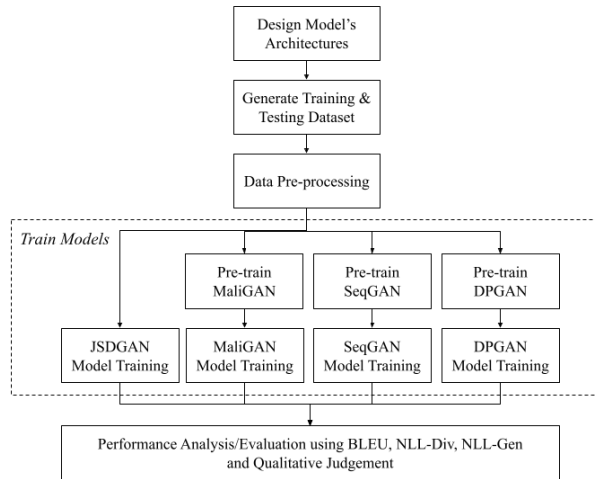 Design Model's
Architectures
Generate Training &
Testing Dataset
Data Pre-processing
Train Models
Pre-train
MaliGAN
Pre-train
SeqGAN
Pre-train
DPGAN
JSDGAN
Model Training
MaliGAN
Model Training
SeqGAN
Model Training
DPGAN
Model Training
Performance Analysis/Evaluation using BLEU, NLL-Div, NLL-Gen
and Qualitative Judgement